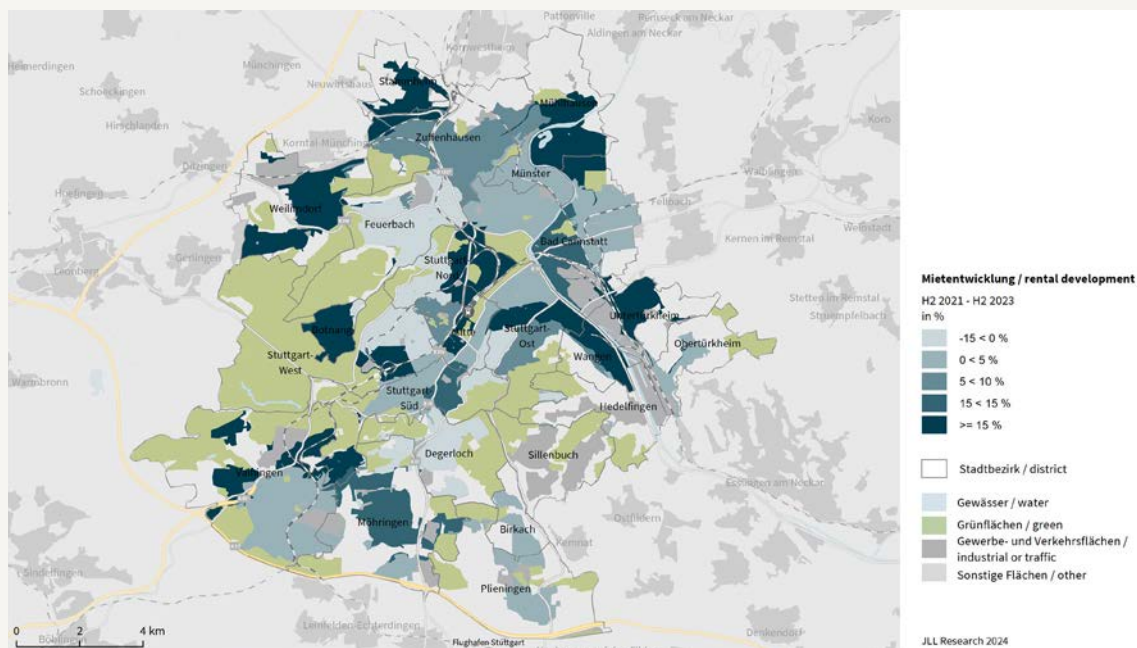 Pattonville
Remseck am Neckar
Aldingen am Neckar
Kornwestheim
Heimerdingen
Münchingen
Neuwirtshaus
Stammheim
Schoeckingen
Mühlhausen
Hirschlanden
Zuffenhausen
Korb
Korntal-Münchingen
Ditzingen
Waiblingen
Münster
Hoefingen
Fellbach
Weilimdorf
Feuerbach
Weinstadt
Bad Cannstatt
Kernen im Remstal
Gerlingen
Stuttgart-
Nord
Leonberg
Stetten im Remstal
Struempfelbach
Untertürkheim
Botnang
Mitte
Stuttgart-
Ost
Obertürkheim
Stuttgart-
West
Wangen
Warmbronn
Stuttgart
Süd
Hedelfingen
Degerloch
Sillenbuch
Vaihingen
Esslingen am Neckar
Möhringen
Ostfildern
Birkach
Kemnat
Sindelfingen
Plieningen
Leinfelden-Echterdingen
Denkendorf
Böblingen
Flughafen Stuttgart
0 2 4 km
Mietentwicklung / rental development
H2 2021 - H2 2023
in %
-15 < 0 %
0 < 5 %
5 < 10 %
15 < 15 %
>= 15 %
Stadtbezirk / district
Gewässer / water
Grünflächen / green
Gewerbe- und Verkehrsflächen /
industrial or traffic
Sonstige Flächen / other
JLL Research 2024